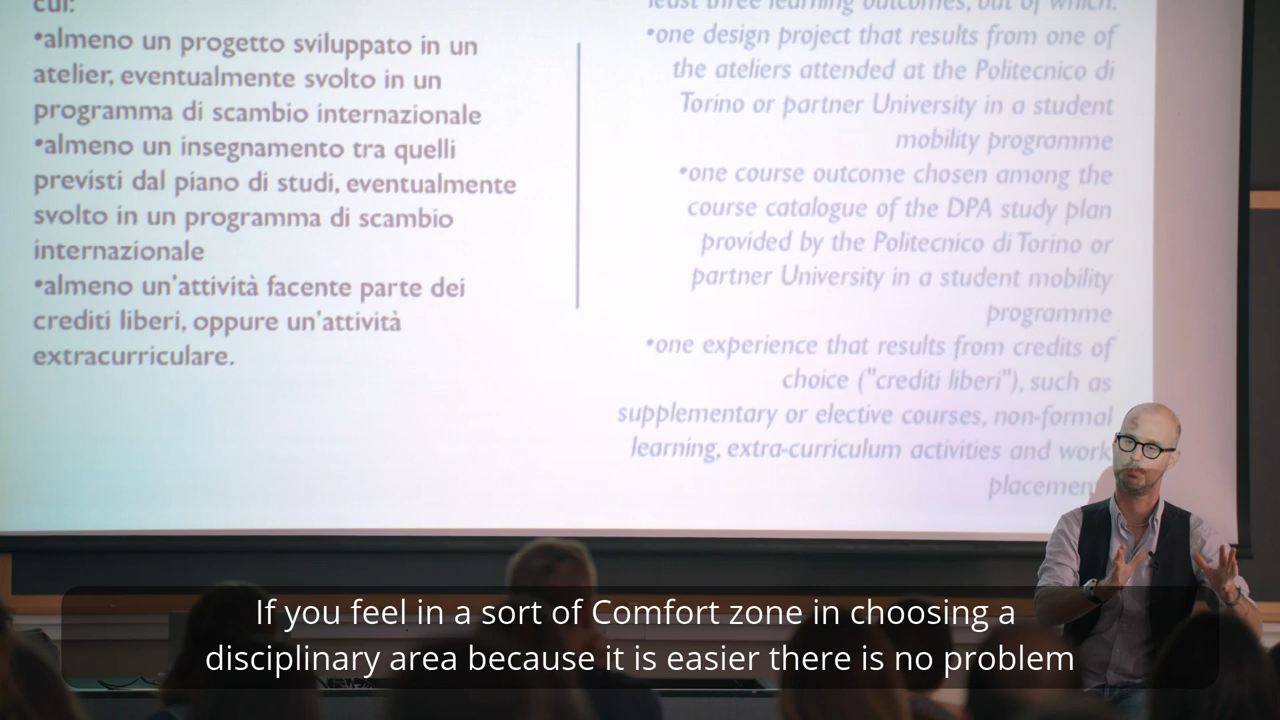 cui:
•almeno un progetto sviluppato in un
atelier, eventualmente svolto in un
programma di scambio internazionale
•almeno un insegnamento tra quelli
previsti dal piano di studi, eventualmente
svolto in un programma di scambio
internazionale
•almeno un'attività facente parte dei
crediti liberi, oppure un'attività
extracurriculare.
least three learning outcomes, out of which:
•one design project that results from one of
the ateliers attended at the Politecnico di
Torino or partner University in a student
mobility programme
•one course outcome chosen among the
course catalogue of the DPA study plan
provided by the Politecnico di Torino or
partner University in a student mobility
programme
•one experience that results from credits of
choice ("crediti liberi"), such as
supplementary or elective courses, non-formal
learning, extra-curriculum activities and work
placemen
If you feel in a sort of Comfort zone in choosing a
disciplinary area because it is easier there is no problem